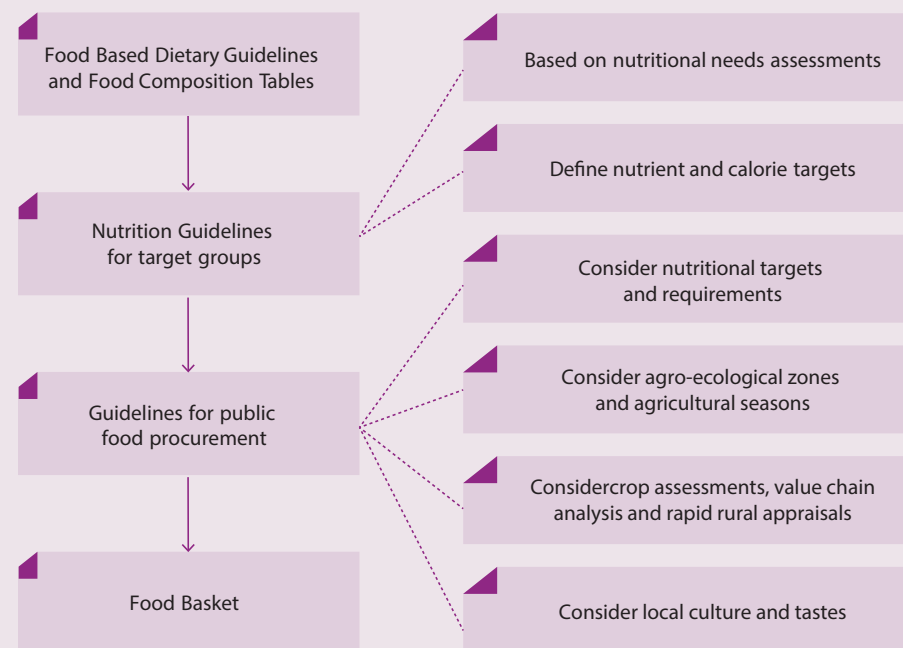 Food Based Dietary Guidelines
and Food Composition Tables
Nutrition Guidelines
for target groups
Guidelines for public
food procurement
Food Basket
Based on nutritional needs assessments
Define nutrient and calorie targets
Consider nutritional targets
and requirements
Consider agro-ecological zones
and agricultural seasons
Considercrop assessments, value chain
analysis and rapid rural appraisals
Consider local culture and tastes